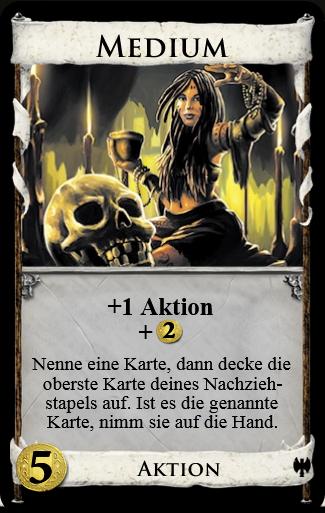 MEDIUM
+1 Aktion
+ 2
Nenne eine Karte, dann decke die
oberste Karte deines Nachzieh-
stapels auf. Ist es die genannte
Karte, nimm sie auf die Hand.
5 AKTION